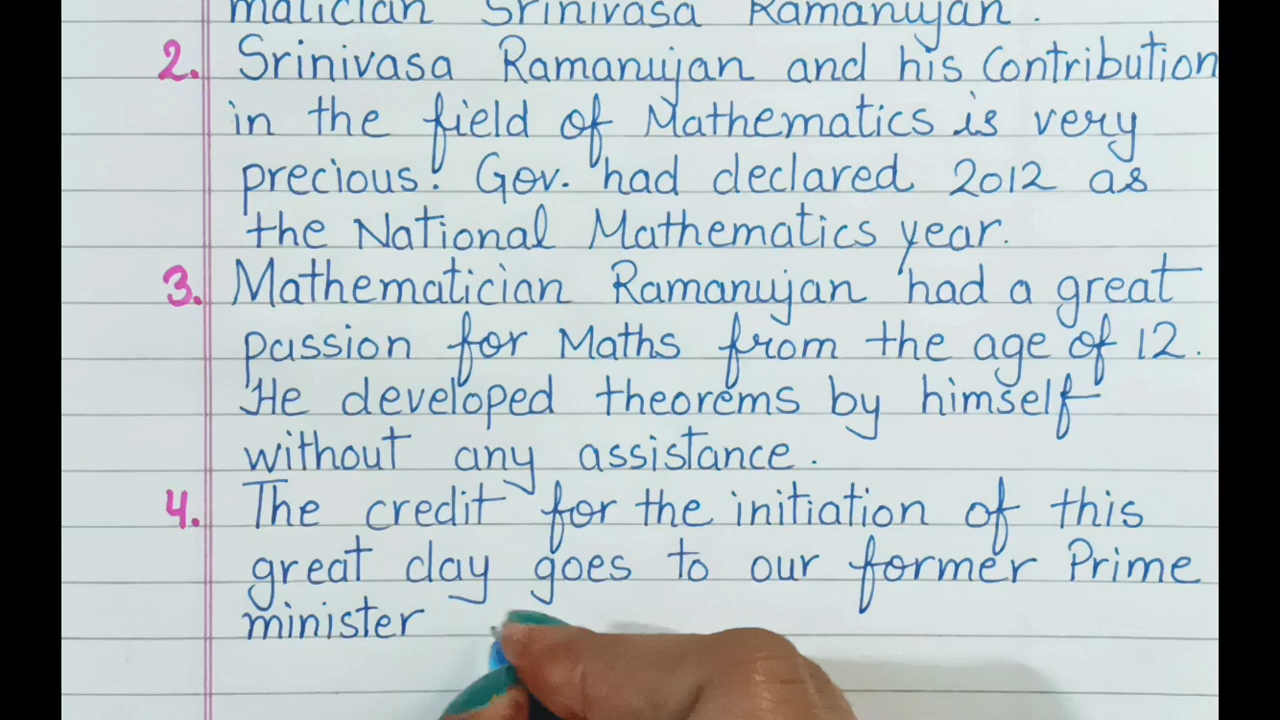 matician Srinivasa Ramanujan.
2. Srinivasa Ramanujan and his Contribution
in the field of Mathematics is very
precious. Gov. had declared 2012 as
the National Mathematics year.
3. Mathematician Ramanujan had a great
passion for Maths from the age of 12.
He developed theorems by himself
without any assistance.
4. The credit for the initiation of this
great day goes to our former Prime
minister